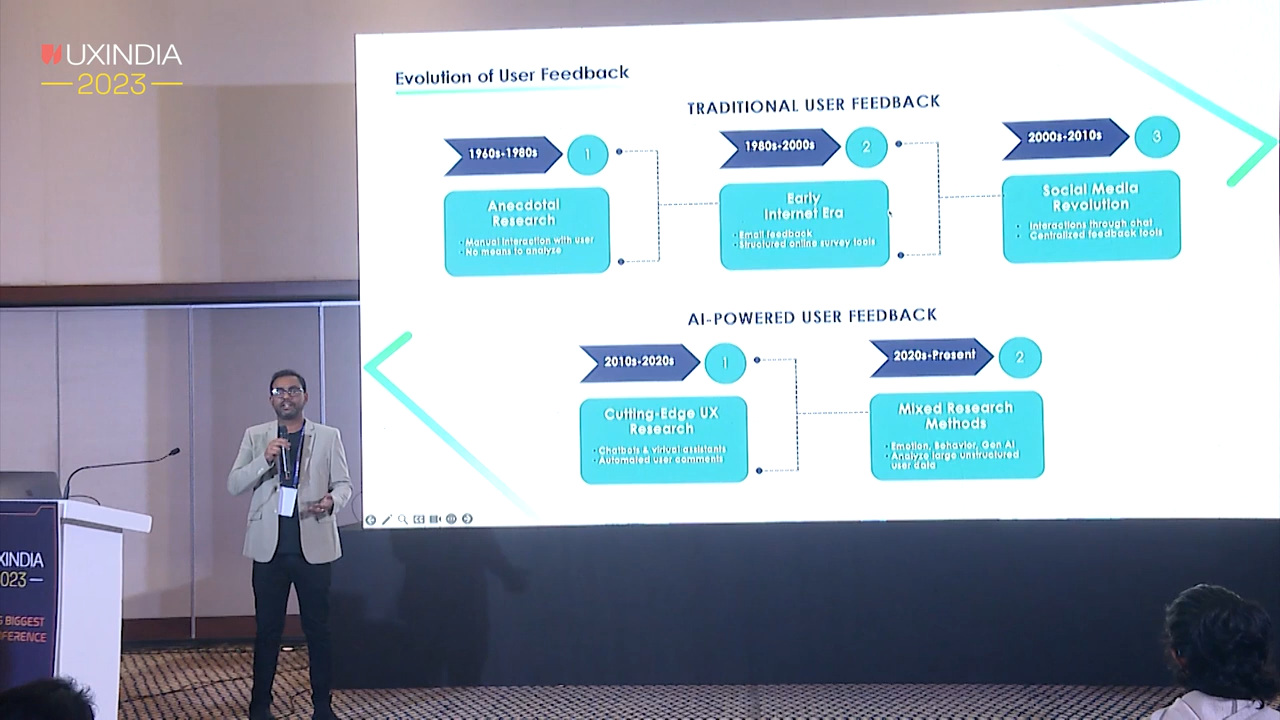 UXINDIA
2023
Evolution of User Feedback
TRADITIONAL USER FEEDBACK
1960s-1980s
1
Anecdotal
Research
• Manual interaction with user
• No means to analyze
1980s-2000s
2
Early
Internet Era
• Email feedback
• Structured online survey tools
2000s-2010s
3
Social Media
Revolution
• Interactions through chat
• Centralized feedback tools
AI-POWERED USER FEEDBACK
2010s-2020s
1
Cutting-Edge UX
Research
• Chatbots & virtual assistants
• Automated user comments
2020s-Present
2
Mixed Research
Methods
• Emotion, Behavior, Gen AI
• Analyze large unstructured
user data
XINDIA
023
S BIGGEST
FERENCE